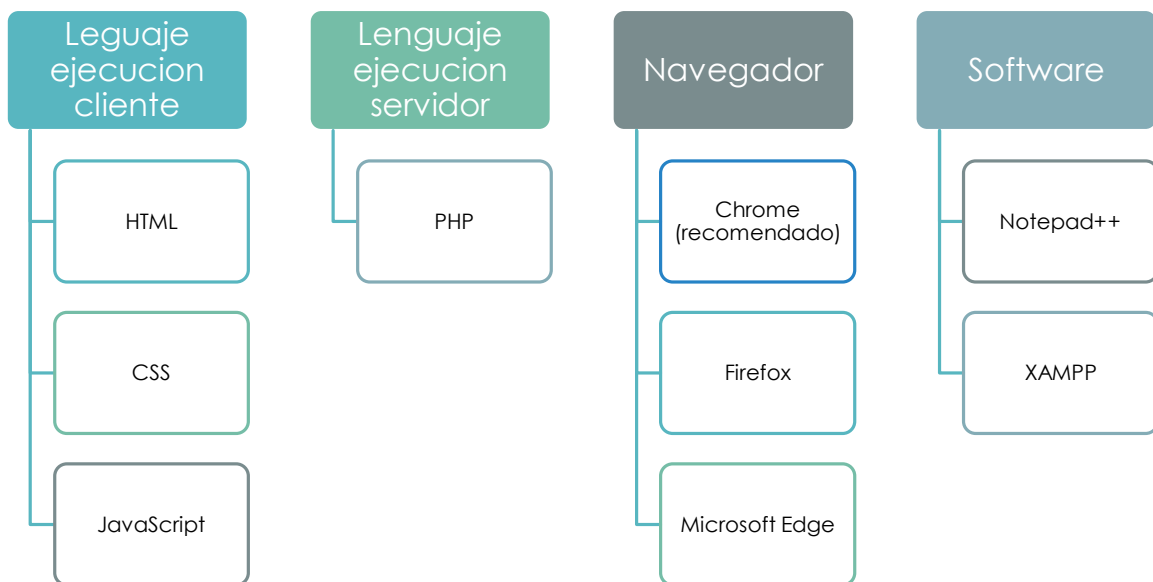 Leguaje
ejecucion
cliente
HTML
CSS
JavaScript
Lenguaje
ejecucion
servidor
PHP
Navegador
Chrome
(recomendado)
Firefox
Microsoft Edge
Software
Notepad++
XAMPP